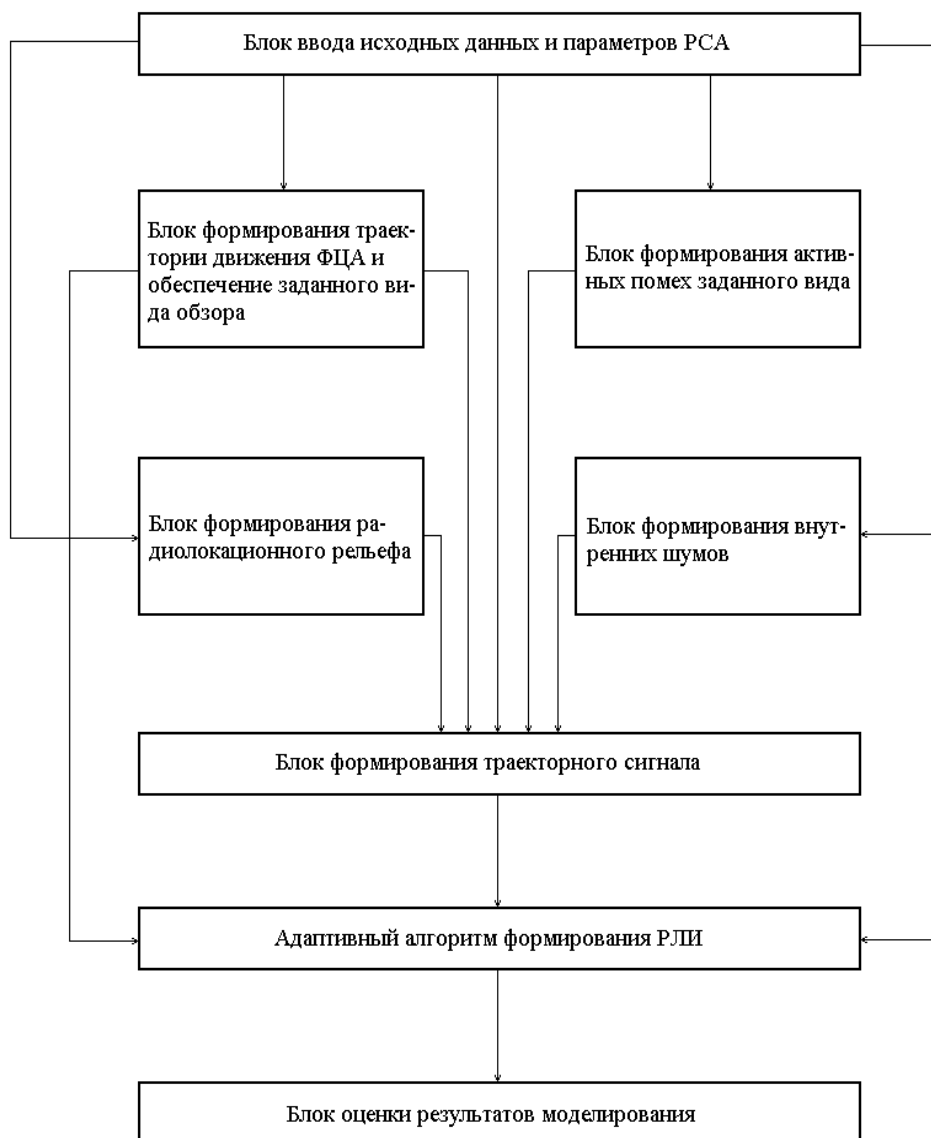 Блок ввода исходных данных и параметров РСА
Блок формирования траек-
тории движения ФЦА и
обеспечение заданного ви-
да обзора
Блок формирования актив-
ных помех заданного вида
Блок формирования ра-
диолокационного рельефа
Блок формирования внут-
ренних шумов
Блок формирования траекторного сигнала
Адаптивный алгоритм формирования РЛИ
Блок оценки результатов моделирования